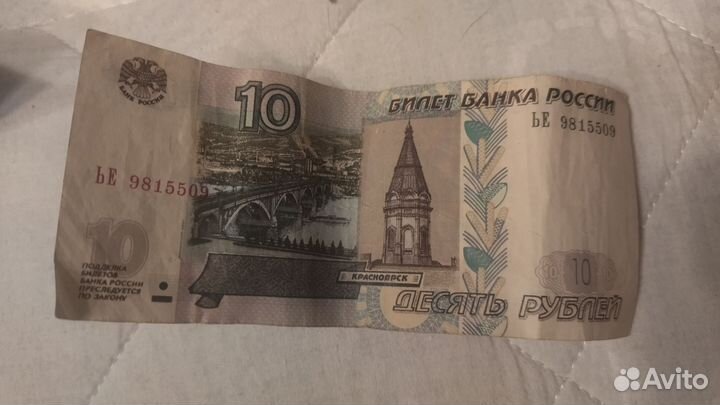 БАНК РОССИИ
10
БИЛЕТ БАНКА РОССИИ
ЬЕ 9815509
ЬЕ 9815509
10
ПОДДЕЛКА
БИЛЕТОВ
БАНКА РОССИИ
ПРЕСЛЕДУЕТСЯ
ПО ЗАКОНУ
КРАСНОЯРСК
10
ДЕСЯТЬ РУБЛЕЙ
Avito